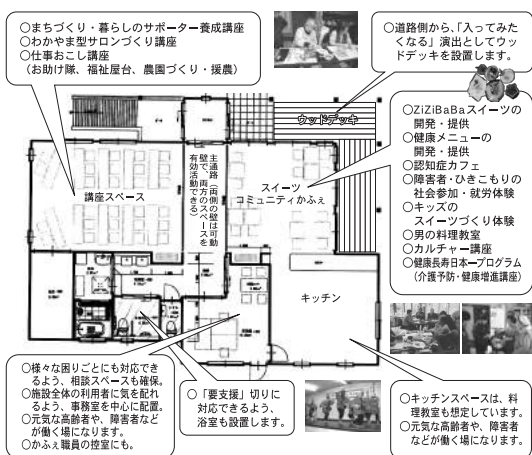 ○まちづくり・暮らしのサポーター養成講座
○わかやま型サロンづくり講座
○仕事おこし講座
（お助け隊、福祉屋台、農園づくり・援農）
○道路側から、「入ってみた
くなる」演出としてウッ
ドデッキを設置します。
ウッドデッキ
○ZiZiBaBaスイーツの
開発・提供
○健康メニューの
開発・提供
○認知症カフェ
○障害者・ひきこもりの
社会参加・就労体験
○キッズの
スイーツづくり体験
○男の料理教室
○カルチャー講座
○健康長寿日本一プログラム
（介護予防・健康増進講座）
講座スペース
主通路（両側の壁は可動
壁で、両方のスペースを
有効活動できる）
スイーツ
コミュニティかふぇ
キッチン
○様々な困りごとにも対応でき
るよう、相談スペースも確保。
○施設全体の利用者に気を配れ
るよう、事務室を中心に配置。
○元気な高齢者や、障害者など
が働く場になります。
○かふぇ職員の控室にも。
○「要支援」切りに
対応できるよう、
浴室も設置します。
○キッチンスペースは、料
理教室も想定しています。
○元気な高齢者や、障害者
などが働く場になります。